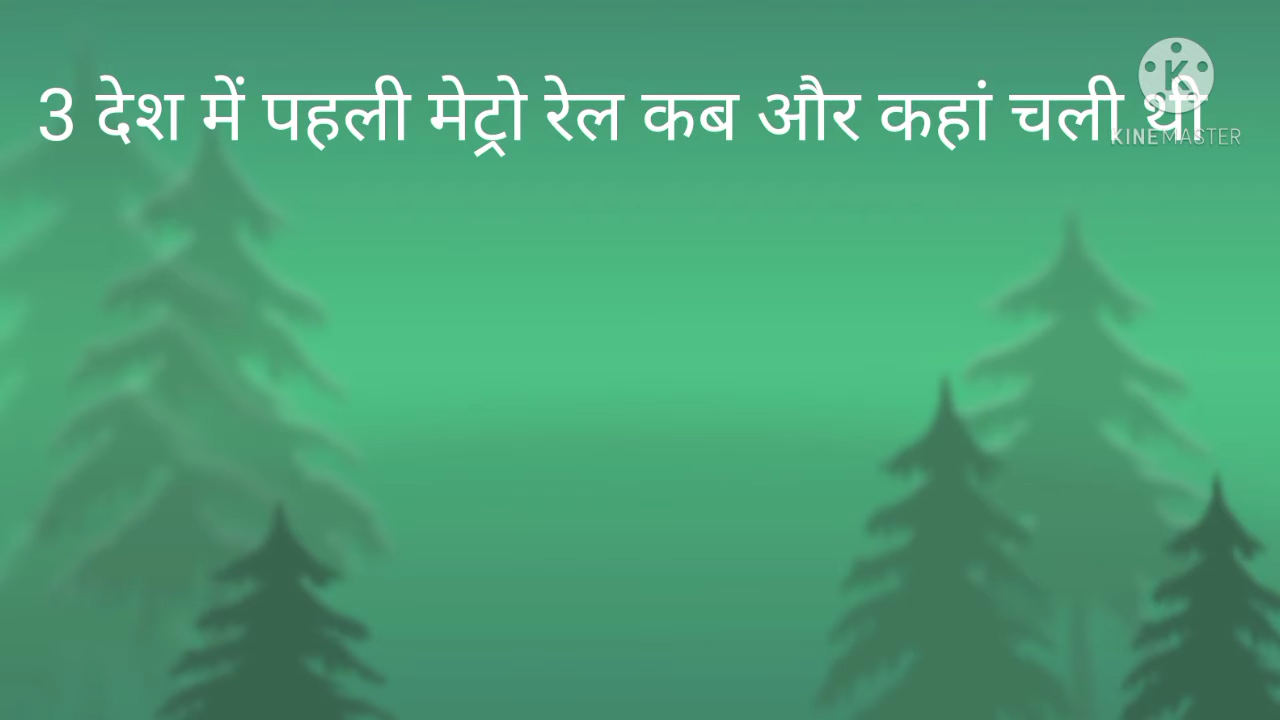 3 देश में पहली मेट्रो रेल कब और कहां चली थी
KINEMASTER